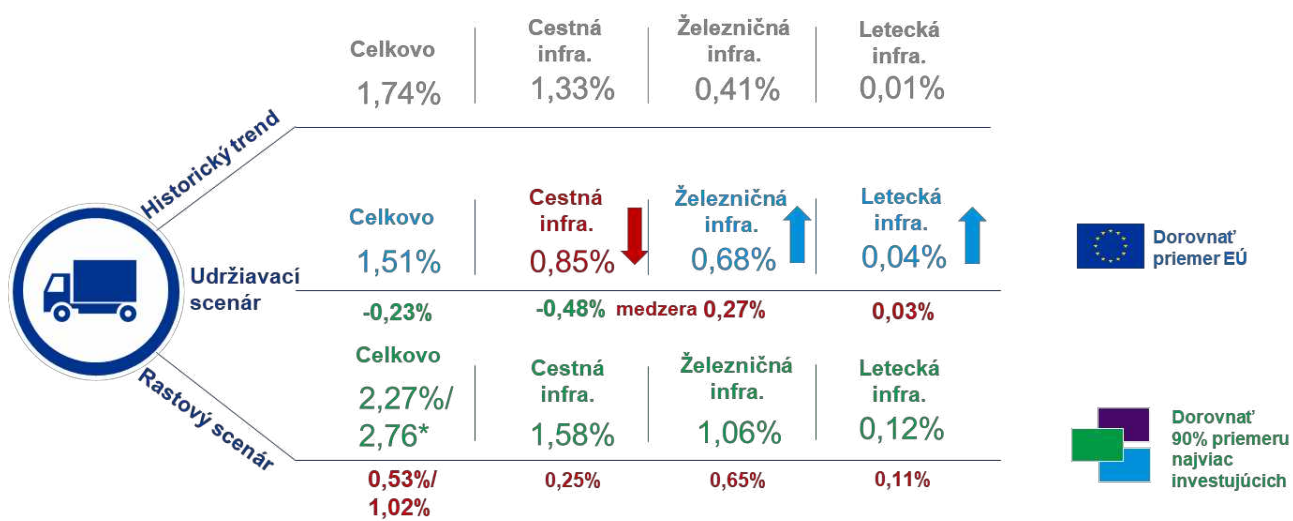 Historický trend
Celkovo
1,74%
Cestná
infra.
1,33%
Železničná
infra.
0,41%
Letecká
infra.
0,01%
Udržiavací
scenár
Celkovo
1,51%
Cestná
infra.
0,85%
Železničná
infra.
0,68%
Letecká
infra.
0,04%
Dorovnať
priemer EÚ
-0,23%
-0,48%
medzera 0,27%
0,03%
Rastový scenár
Celkovo
2,27%/
2,76*
Cestná
infra.
1,58%
Železničná
infra.
1,06%
Letecká
infra.
0,12%
Dorovnať
90% priemeru
najviac
investujúcich
0,53%/
1,02%
0,25%
0,65%
0,11%